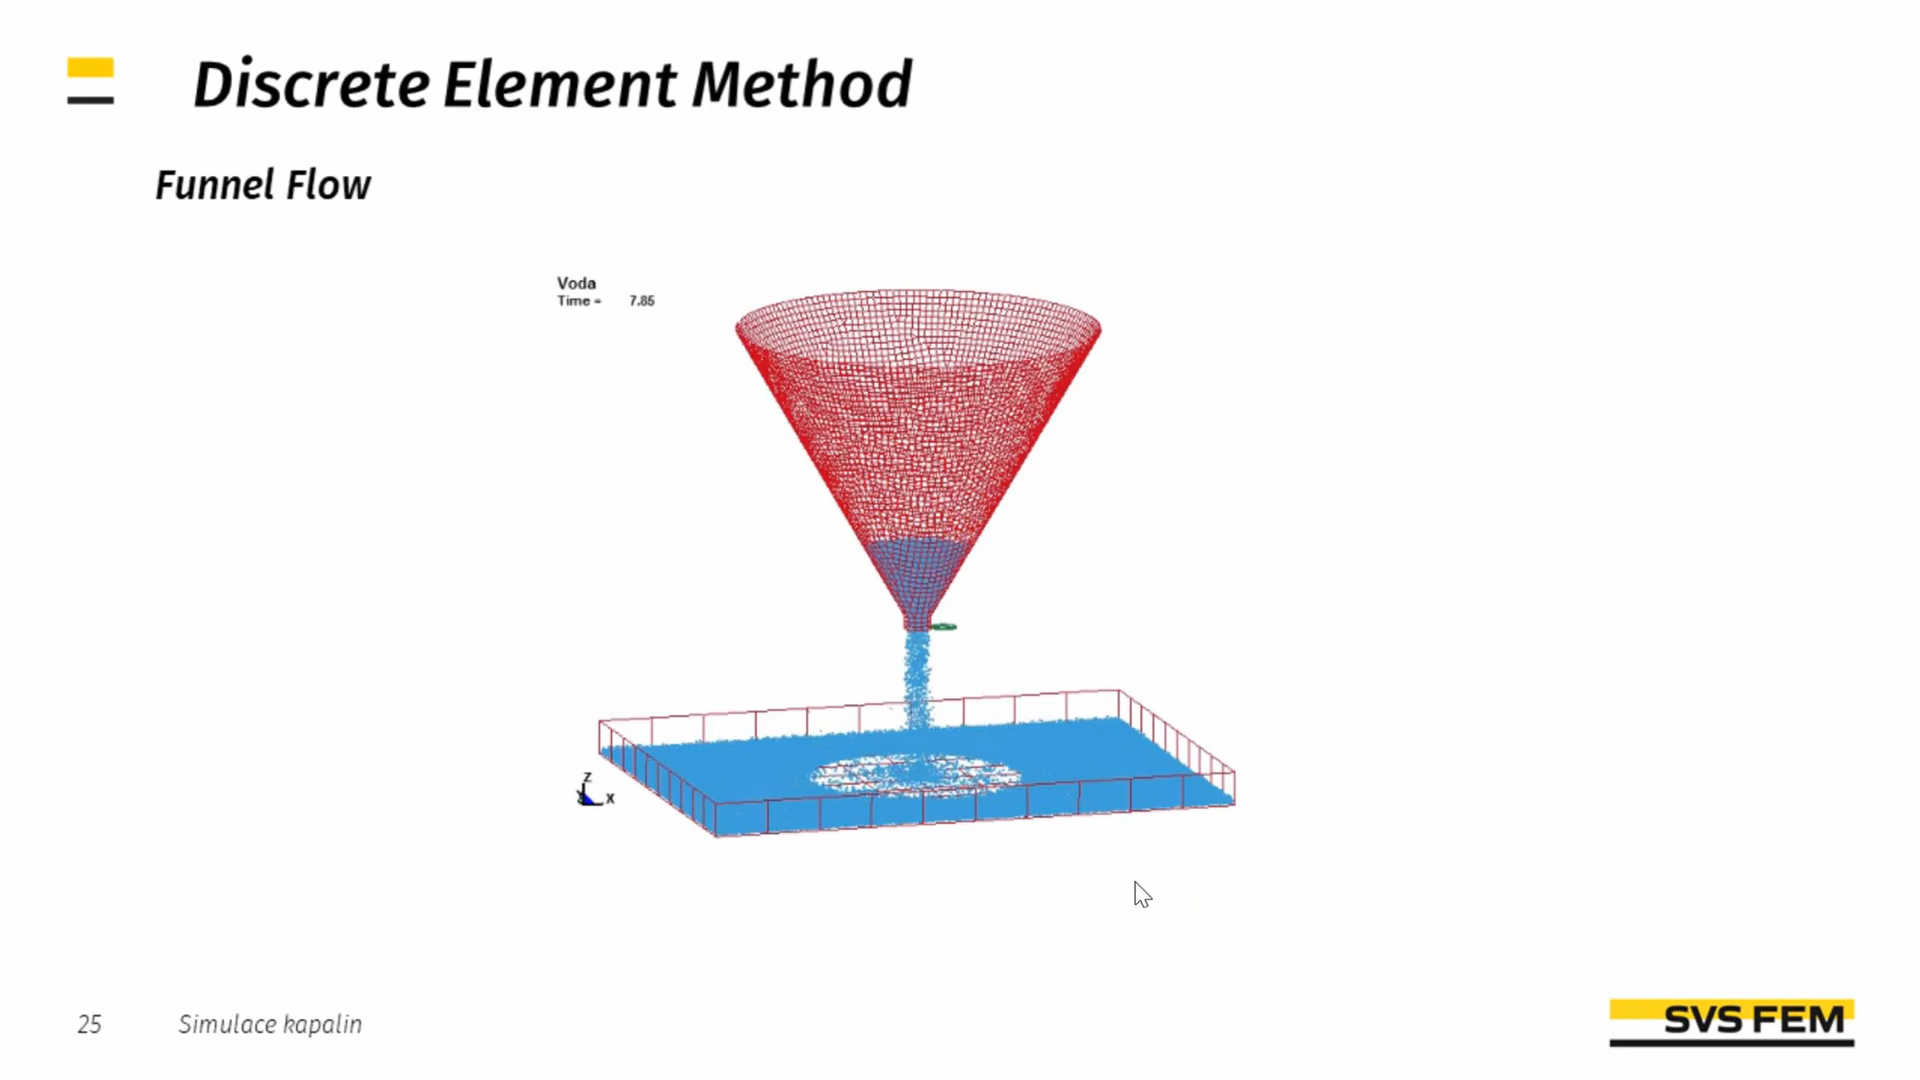 Discrete Element Method
Funnel Flow
Voda
Time = 7.85
Z
X
25 Simulace kapalin
SVS FEM